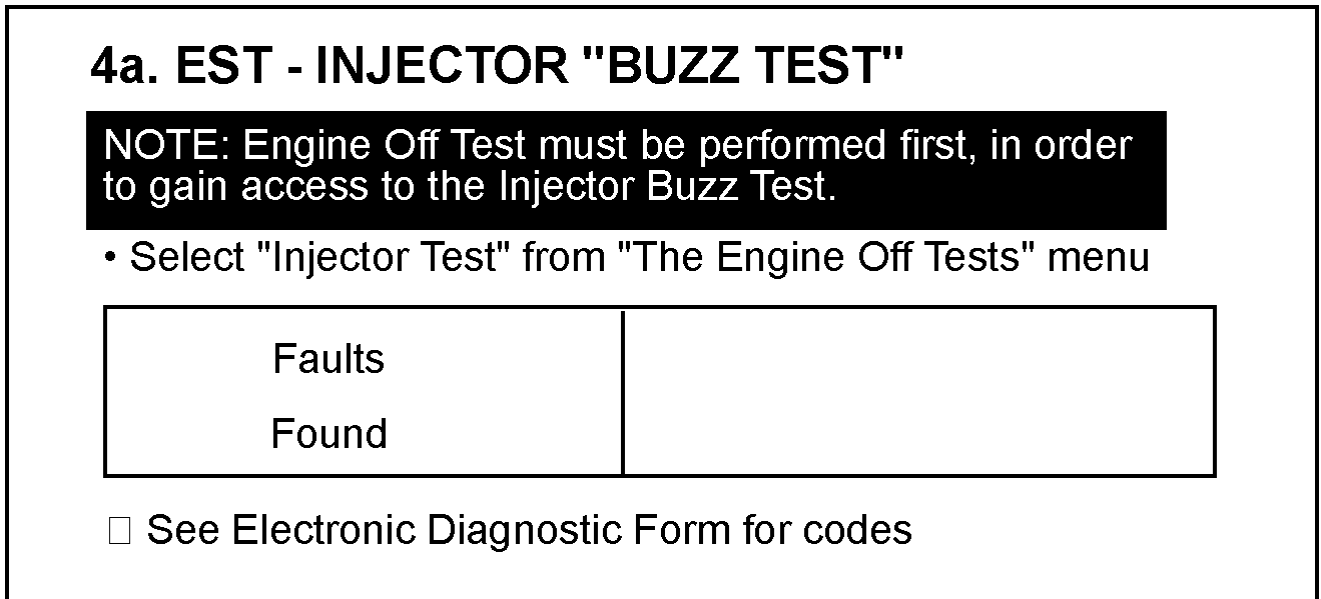 4a. EST - INJECTOR "BUZZ TEST"
NOTE: Engine Off Test must be performed first, in order
to gain access to the Injector Buzz Test.
• Select "Injector Test" from "The Engine Off Tests" menu
Faults
Found
□ See Electronic Diagnostic Form for codes